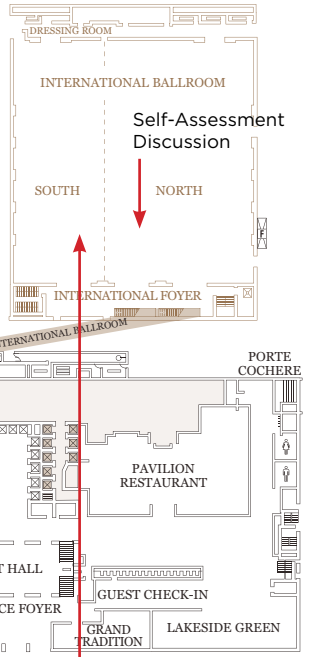 DRESSING ROOM
INTERNATIONAL BALLROOM
Self-Assessment
Discussion
SOUTH
NORTH
F
INTERNATIONAL FOYER
TERNATIONAL BALLROOM
PORTE
COCHERE
PAVILION
RESTAURANT
T HALL
GUEST CHECK-IN
CE FOYER
GRAND
TRADITION
LAKESIDE GREEN